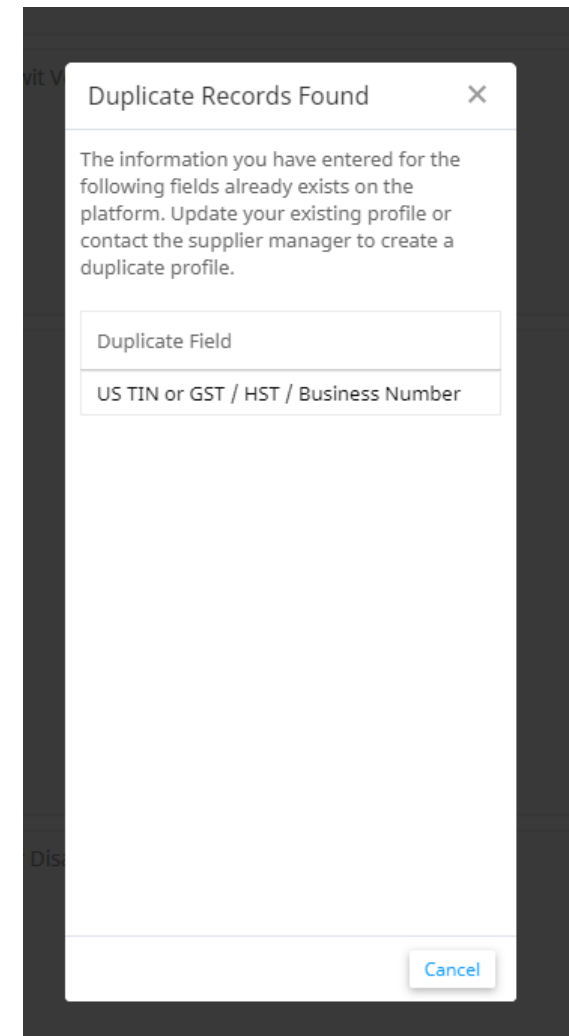 Duplicate Records Found
The information you have entered for the
following fields already exists on the
platform. Update your existing profile or
contact the supplier manager to create a
duplicate profile.
Duplicate Field
US TIN or GST / HST / Business Number
Cancel